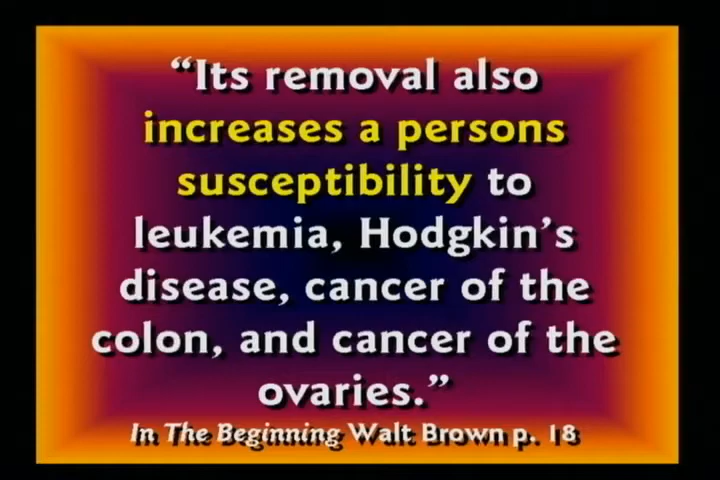 “Its removal also
increases a persons
susceptibility to
leukemia, Hodgkin’s
disease, cancer of the
colon, and cancer of the
ovaries.”
In The Beginning Walt Brown p. 18